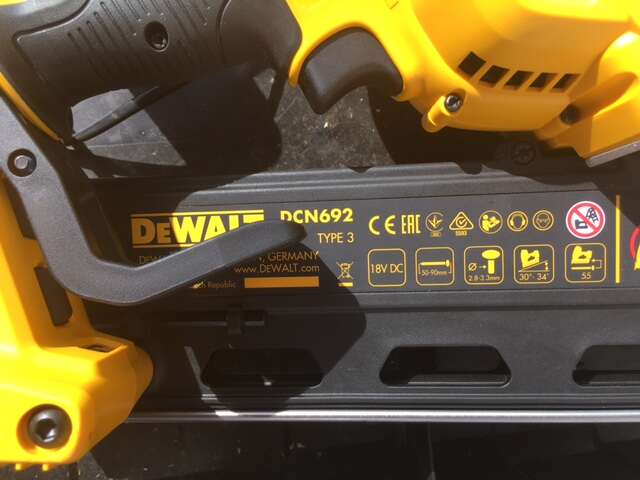 DEWALT DCN692
TYPE 3
CE EAC
GERMANY
www.DEWALT.com
Republic
18V DC
50-90mm
2.8-3.3mm
30°- 34°
55